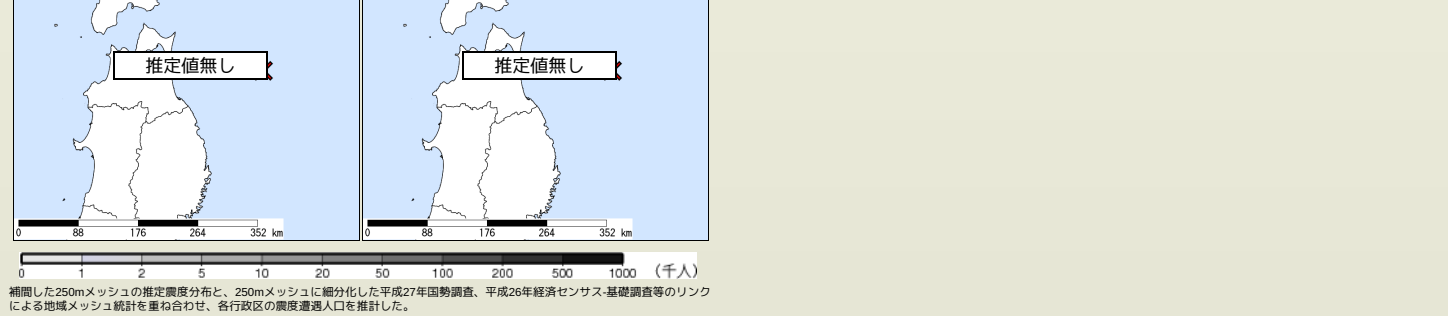 推定値無し
推定値無し
0 88 176 264 352 km
0 88 176 264 352 km
0 1 2 5 10 20 50 100 200 500 1000 （千人）
補間した250mメッシュの推定震度分布と、250mメッシュに細分化した平成27年国勢調査、平成26年経済センサス-基礎調査等のリンク
による地域メッシュ統計を重ね合わせ、各行政区の震度遭遇人口を推計した。